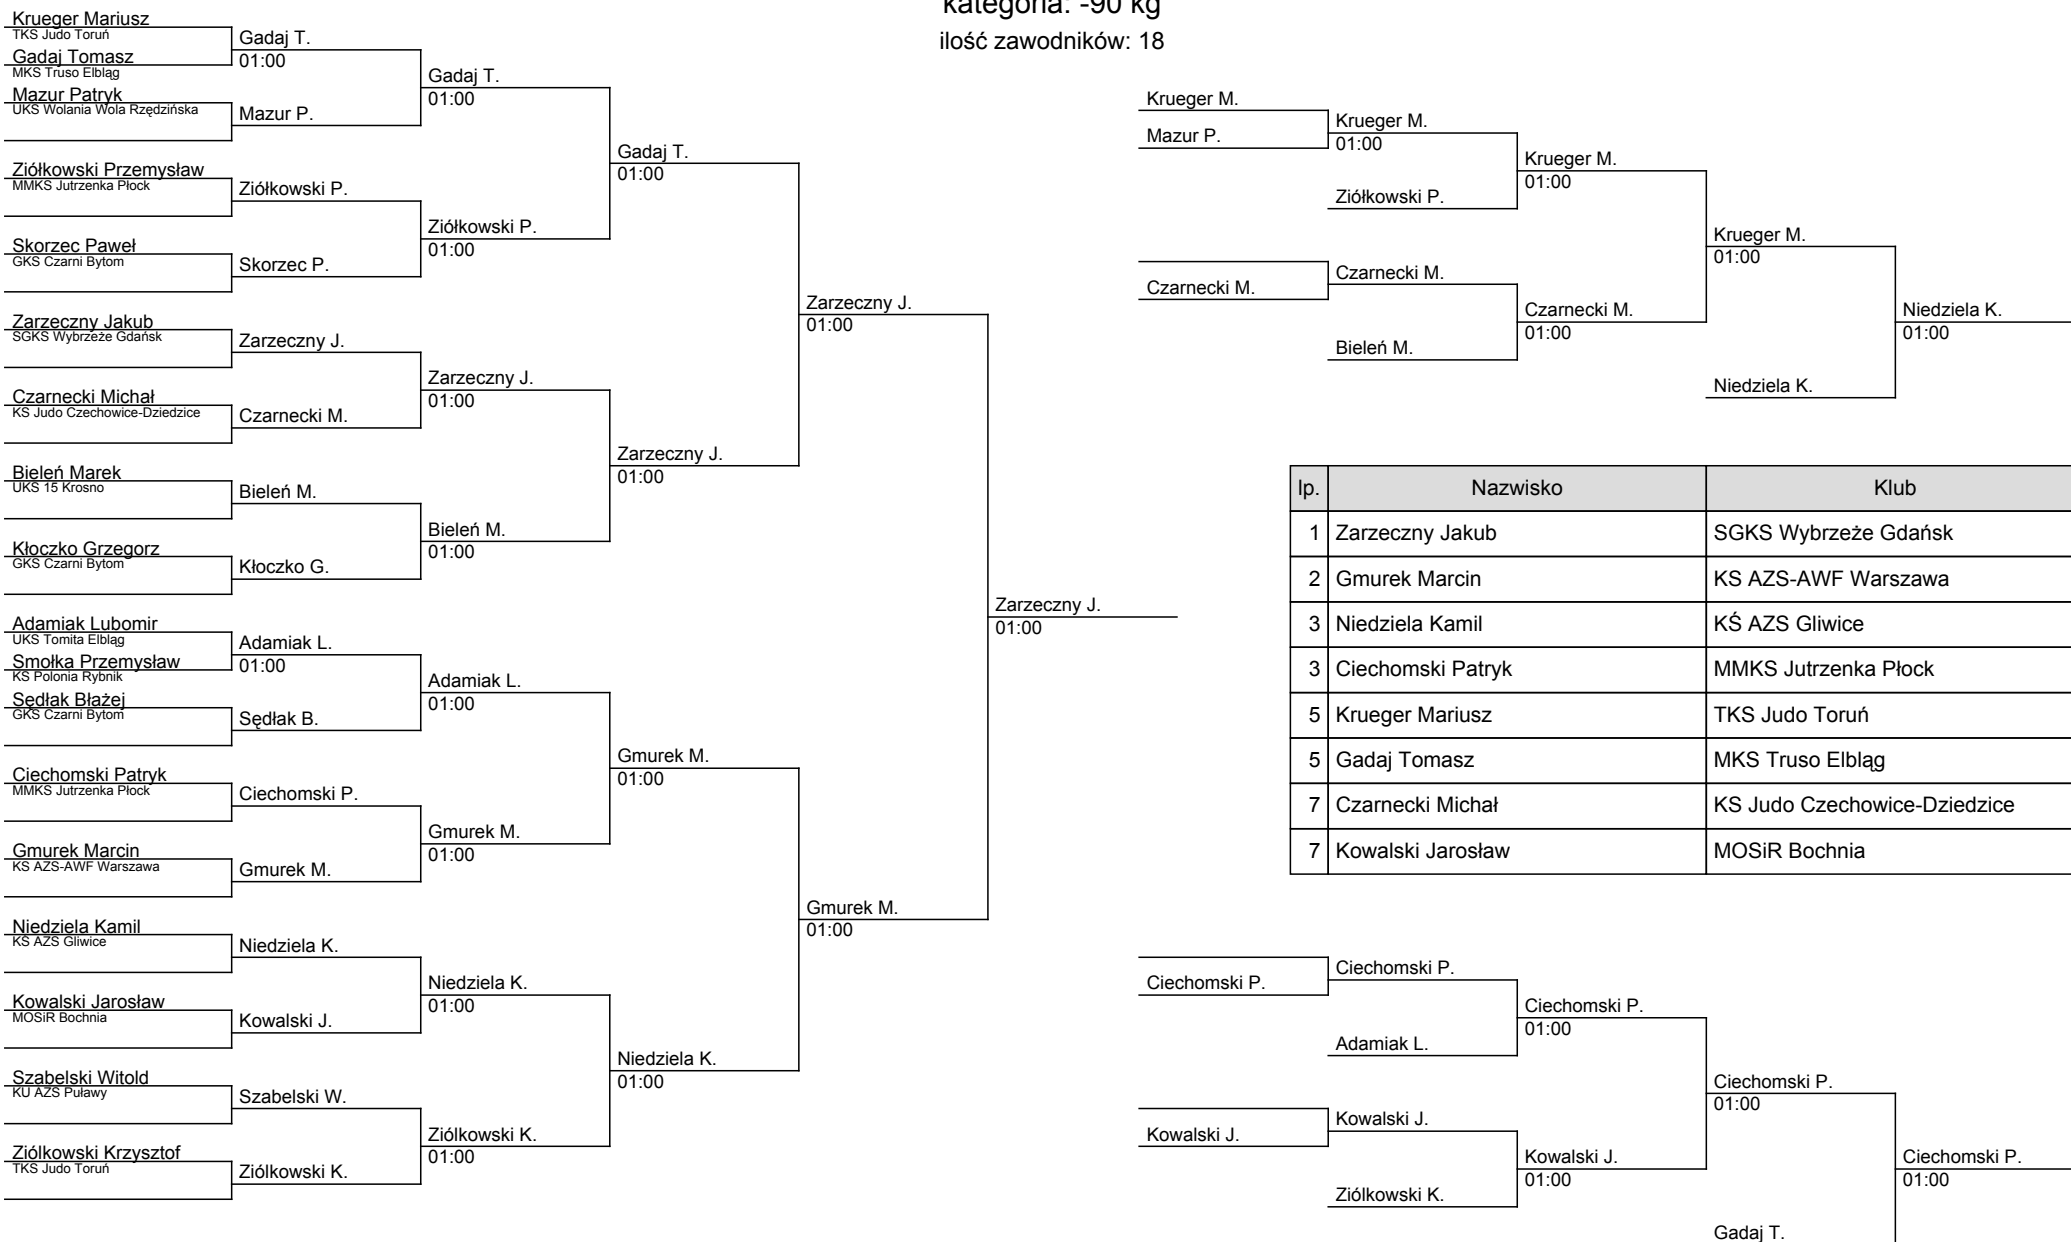 kategoria: -90 kg
ilość zawodników: 18
Krueger Mariusz
TKS Judo Toruń
Gadaj Tomasz
MKS Truso Elbląg
Mazur Patryk
UKS Wolania Wola Rzędzińska
Ziółkowski Przemysław
MMKS Jutrzenka Płock
Skorzec Paweł
GKS Czarni Bytom
Zarzeczny Jakub
SGKS Wybrzeże Gdańsk
Czarnecki Michał
KS Judo Czechowice-Dziedzice
Bieleń Marek
UKS 15 Krosno
Kłoczko Grzegorz
GKS Czarni Bytom
Adamiak Lubomir
UKS Tomita Elbląg
Smołka Przemysław
KS Polonia Rybnik
Sędłak Błażej
GKS Czarni Bytom
Ciechomski Patryk
MMKS Jutrzenka Płock
Gmurek Marcin
KS AZS-AWF Warszawa
Niedziela Kamil
KŚ AZS Gliwice
Kowalski Jarosław
MOSiR Bochnia
Szabelski Witold
KU AZS Puławy
Ziólkowski Krzysztof
TKS Judo Toruń
Gadaj T.
01:00
Mazur P.
Ziółkowski P.
Skorzec P.
Zarzeczny J.
Czarnecki M.
Bieleń M.
Kłoczko G.
Adamiak L.
01:00
Sędłak B.
Ciechomski P.
Gmurek M.
Niedziela K.
Kowalski J.
Szabelski W.
Ziólkowski K.
Gadaj T.
01:00
Ziółkowski P.
01:00
Zarzeczny J.
01:00
Bieleń M.
01:00
Adamiak L.
01:00
Gmurek M.
01:00
Niedziela K.
01:00
Ziólkowski K.
01:00
Gadaj T.
01:00
Zarzeczny J.
01:00
Gmurek M.
01:00
Niedziela K.
01:00
Zarzeczny J.
01:00
Gmurek M.
01:00
Zarzeczny J.
01:00
Krueger M.
Mazur P.
Czarnecki M.
Krueger M.
01:00
Ziółkowski P.
Czarnecki M.
Bieleń M.
Krueger M.
01:00
Czarnecki M.
01:00
Krueger M.
01:00
Niedziela K.
Niedziela K.
01:00
lp. Nazwisko Klub
1 Zarzeczny Jakub SGKS Wybrzeże Gdańsk
2 Gmurek Marcin KS AZS-AWF Warszawa
3 Niedziela Kamil KŚ AZS Gliwice
3 Ciechomski Patryk MMKS Jutrzenka Płock
5 Krueger Mariusz TKS Judo Toruń
5 Gadaj Tomasz MKS Truso Elbląg
7 Czarnecki Michał KS Judo Czechowice-Dziedzice
7 Kowalski Jarosław MOSiR Bochnia
Ciechomski P.
Kowalski J.
Ciechomski P.
Adamiak L.
Kowalski J.
Ziólkowski K.
Ciechomski P.
01:00
Kowalski J.
01:00
Ciechomski P.
01:00
Gadaj T.
Ciechomski P.
01:00